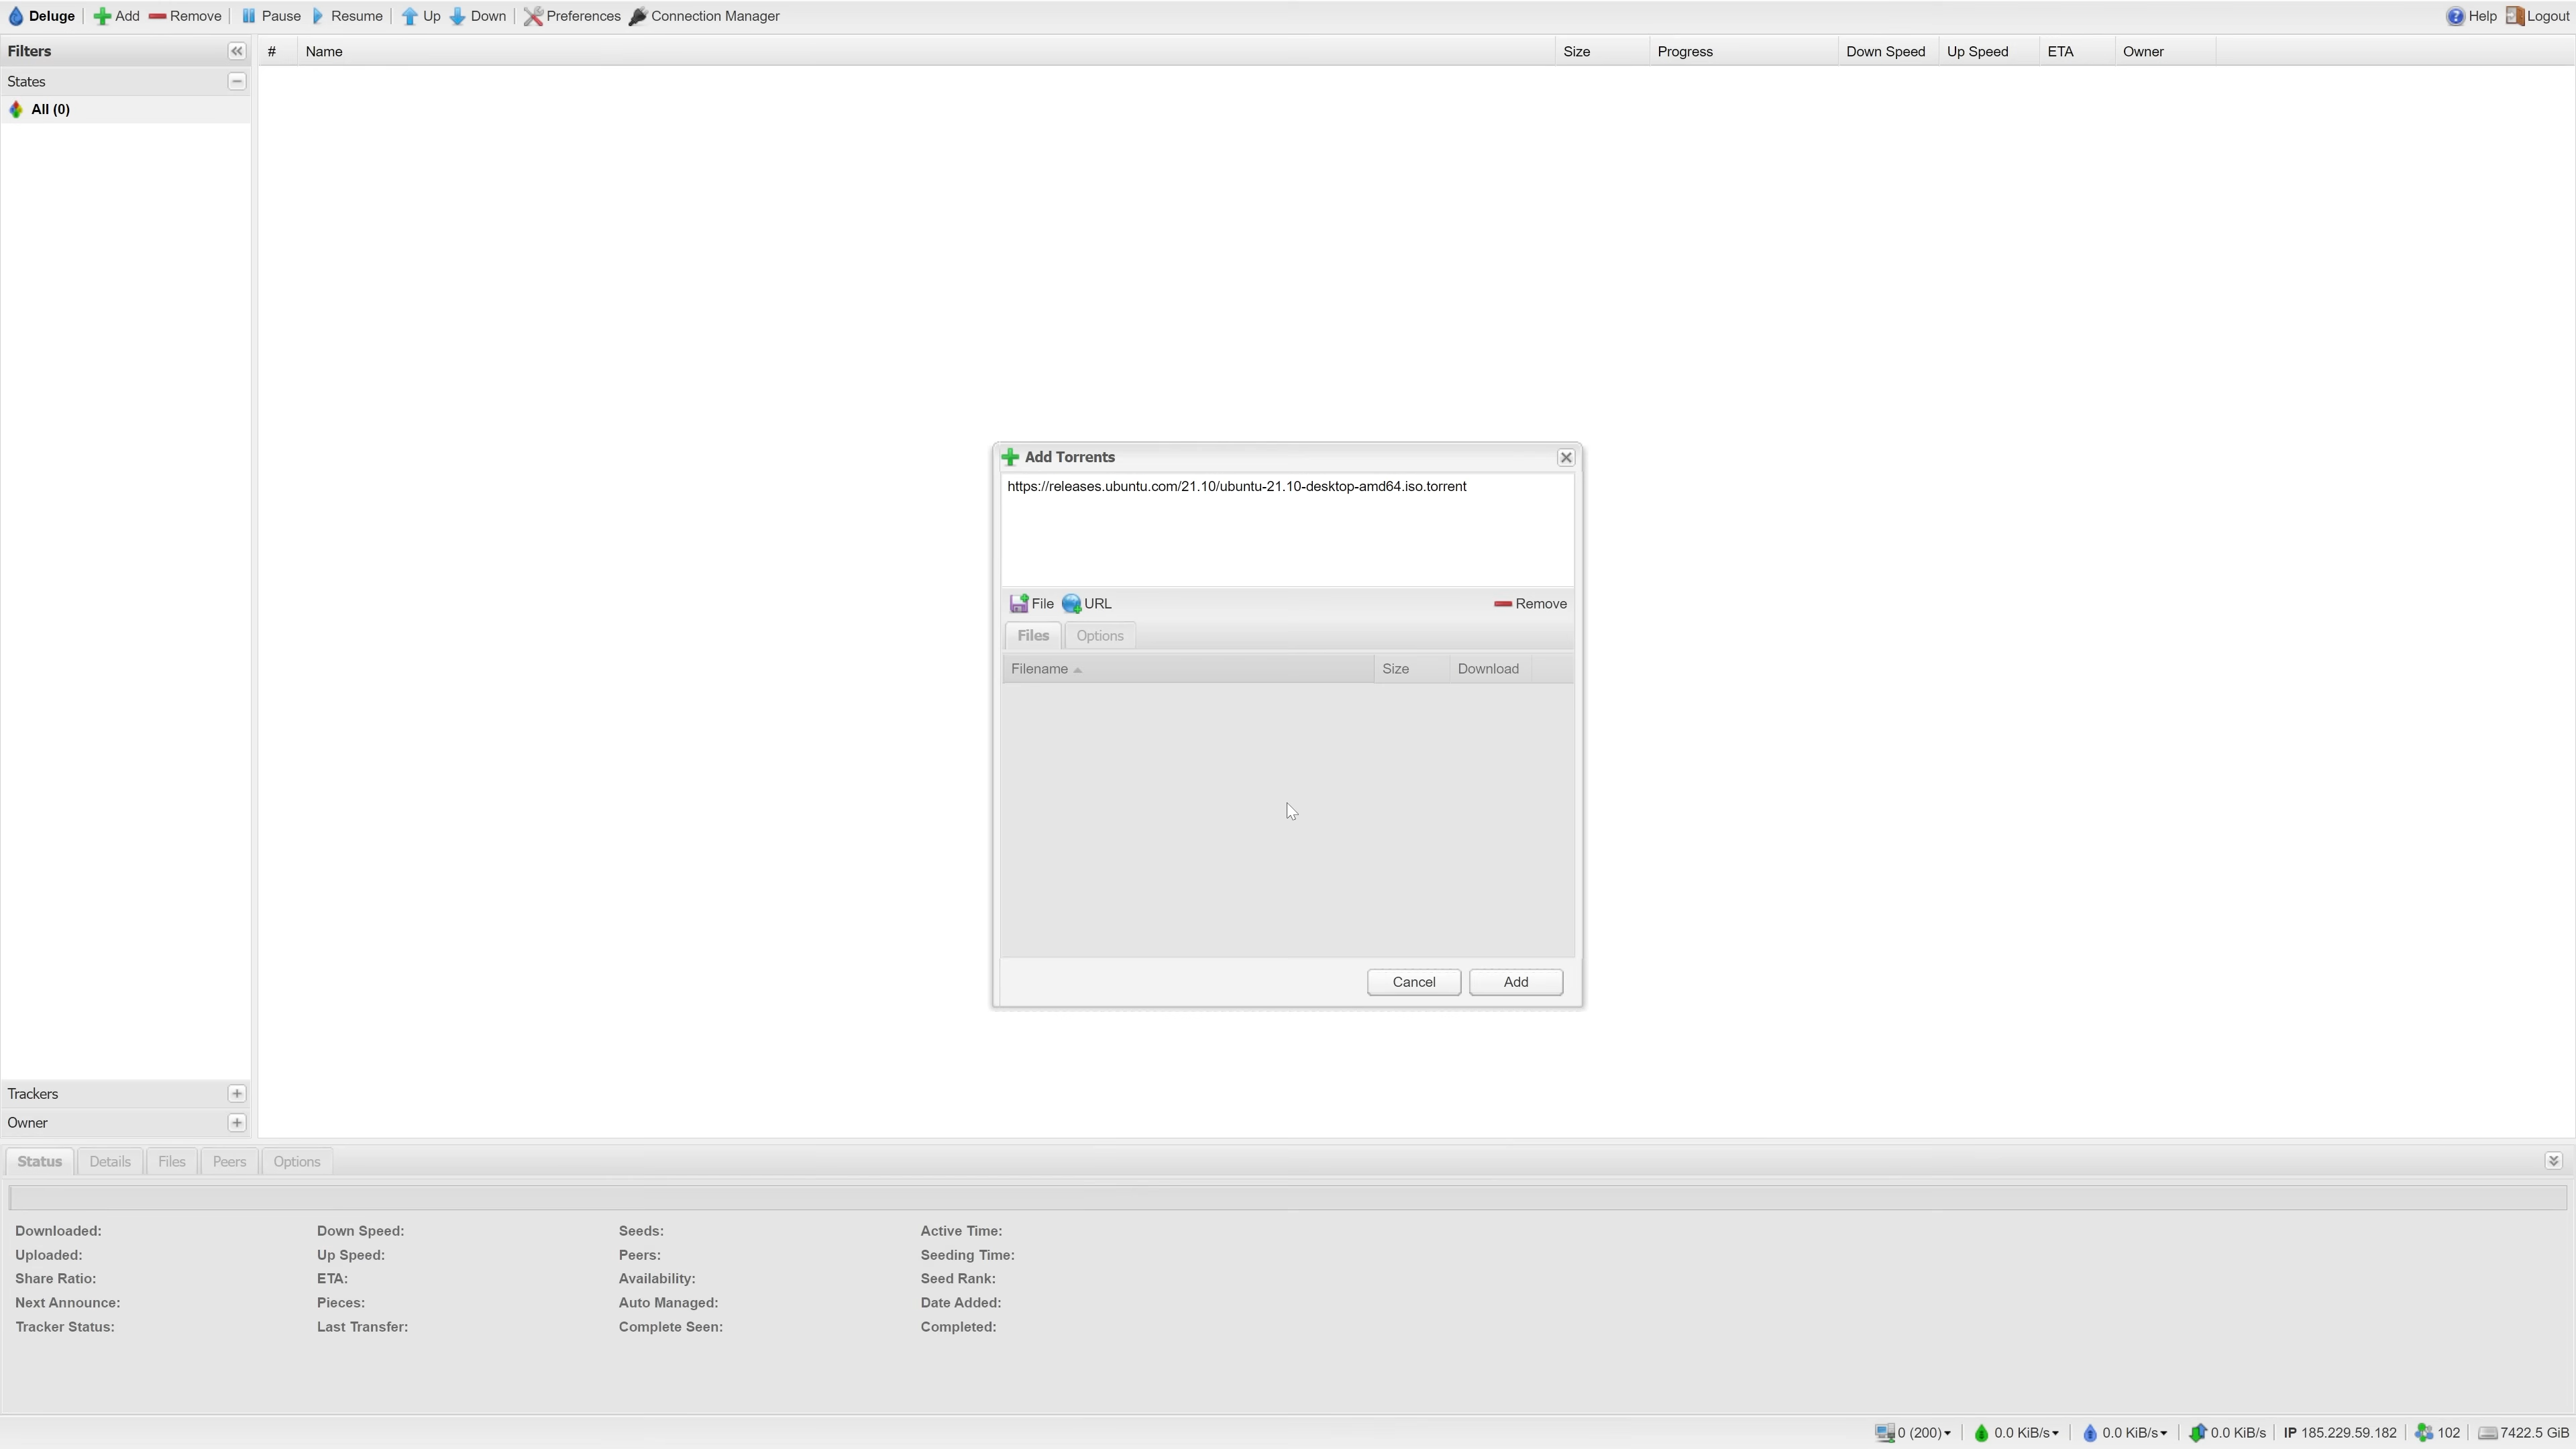 Deluge Add Remove Pause Resume Up Down Preferences Connection Manager Help Logout
Filters # Name Size Progress Down Speed Up Speed ETA Owner
States
All (0)
Add Torrents
https://releases.ubuntu.com/21.10/ubuntu-21.10-desktop-amd64.iso.torrent
File URL Remove
Files Options
Filename Size Download
Cancel Add
Trackers
Owner
Status Details Files Peers Options
Downloaded: Down Speed: Seeds: Active Time:
Uploaded: Up Speed: Peers: Seeding Time:
Share Ratio: ETA: Availability: Seed Rank:
Next Announce: Pieces: Auto Managed: Date Added:
Tracker Status: Last Transfer: Complete Seen: Completed:
0 (200) 0.0 KiB/s 0.0 KiB/s 0.0 KiB/s IP 185.229.59.182 102 7422.5 GiB